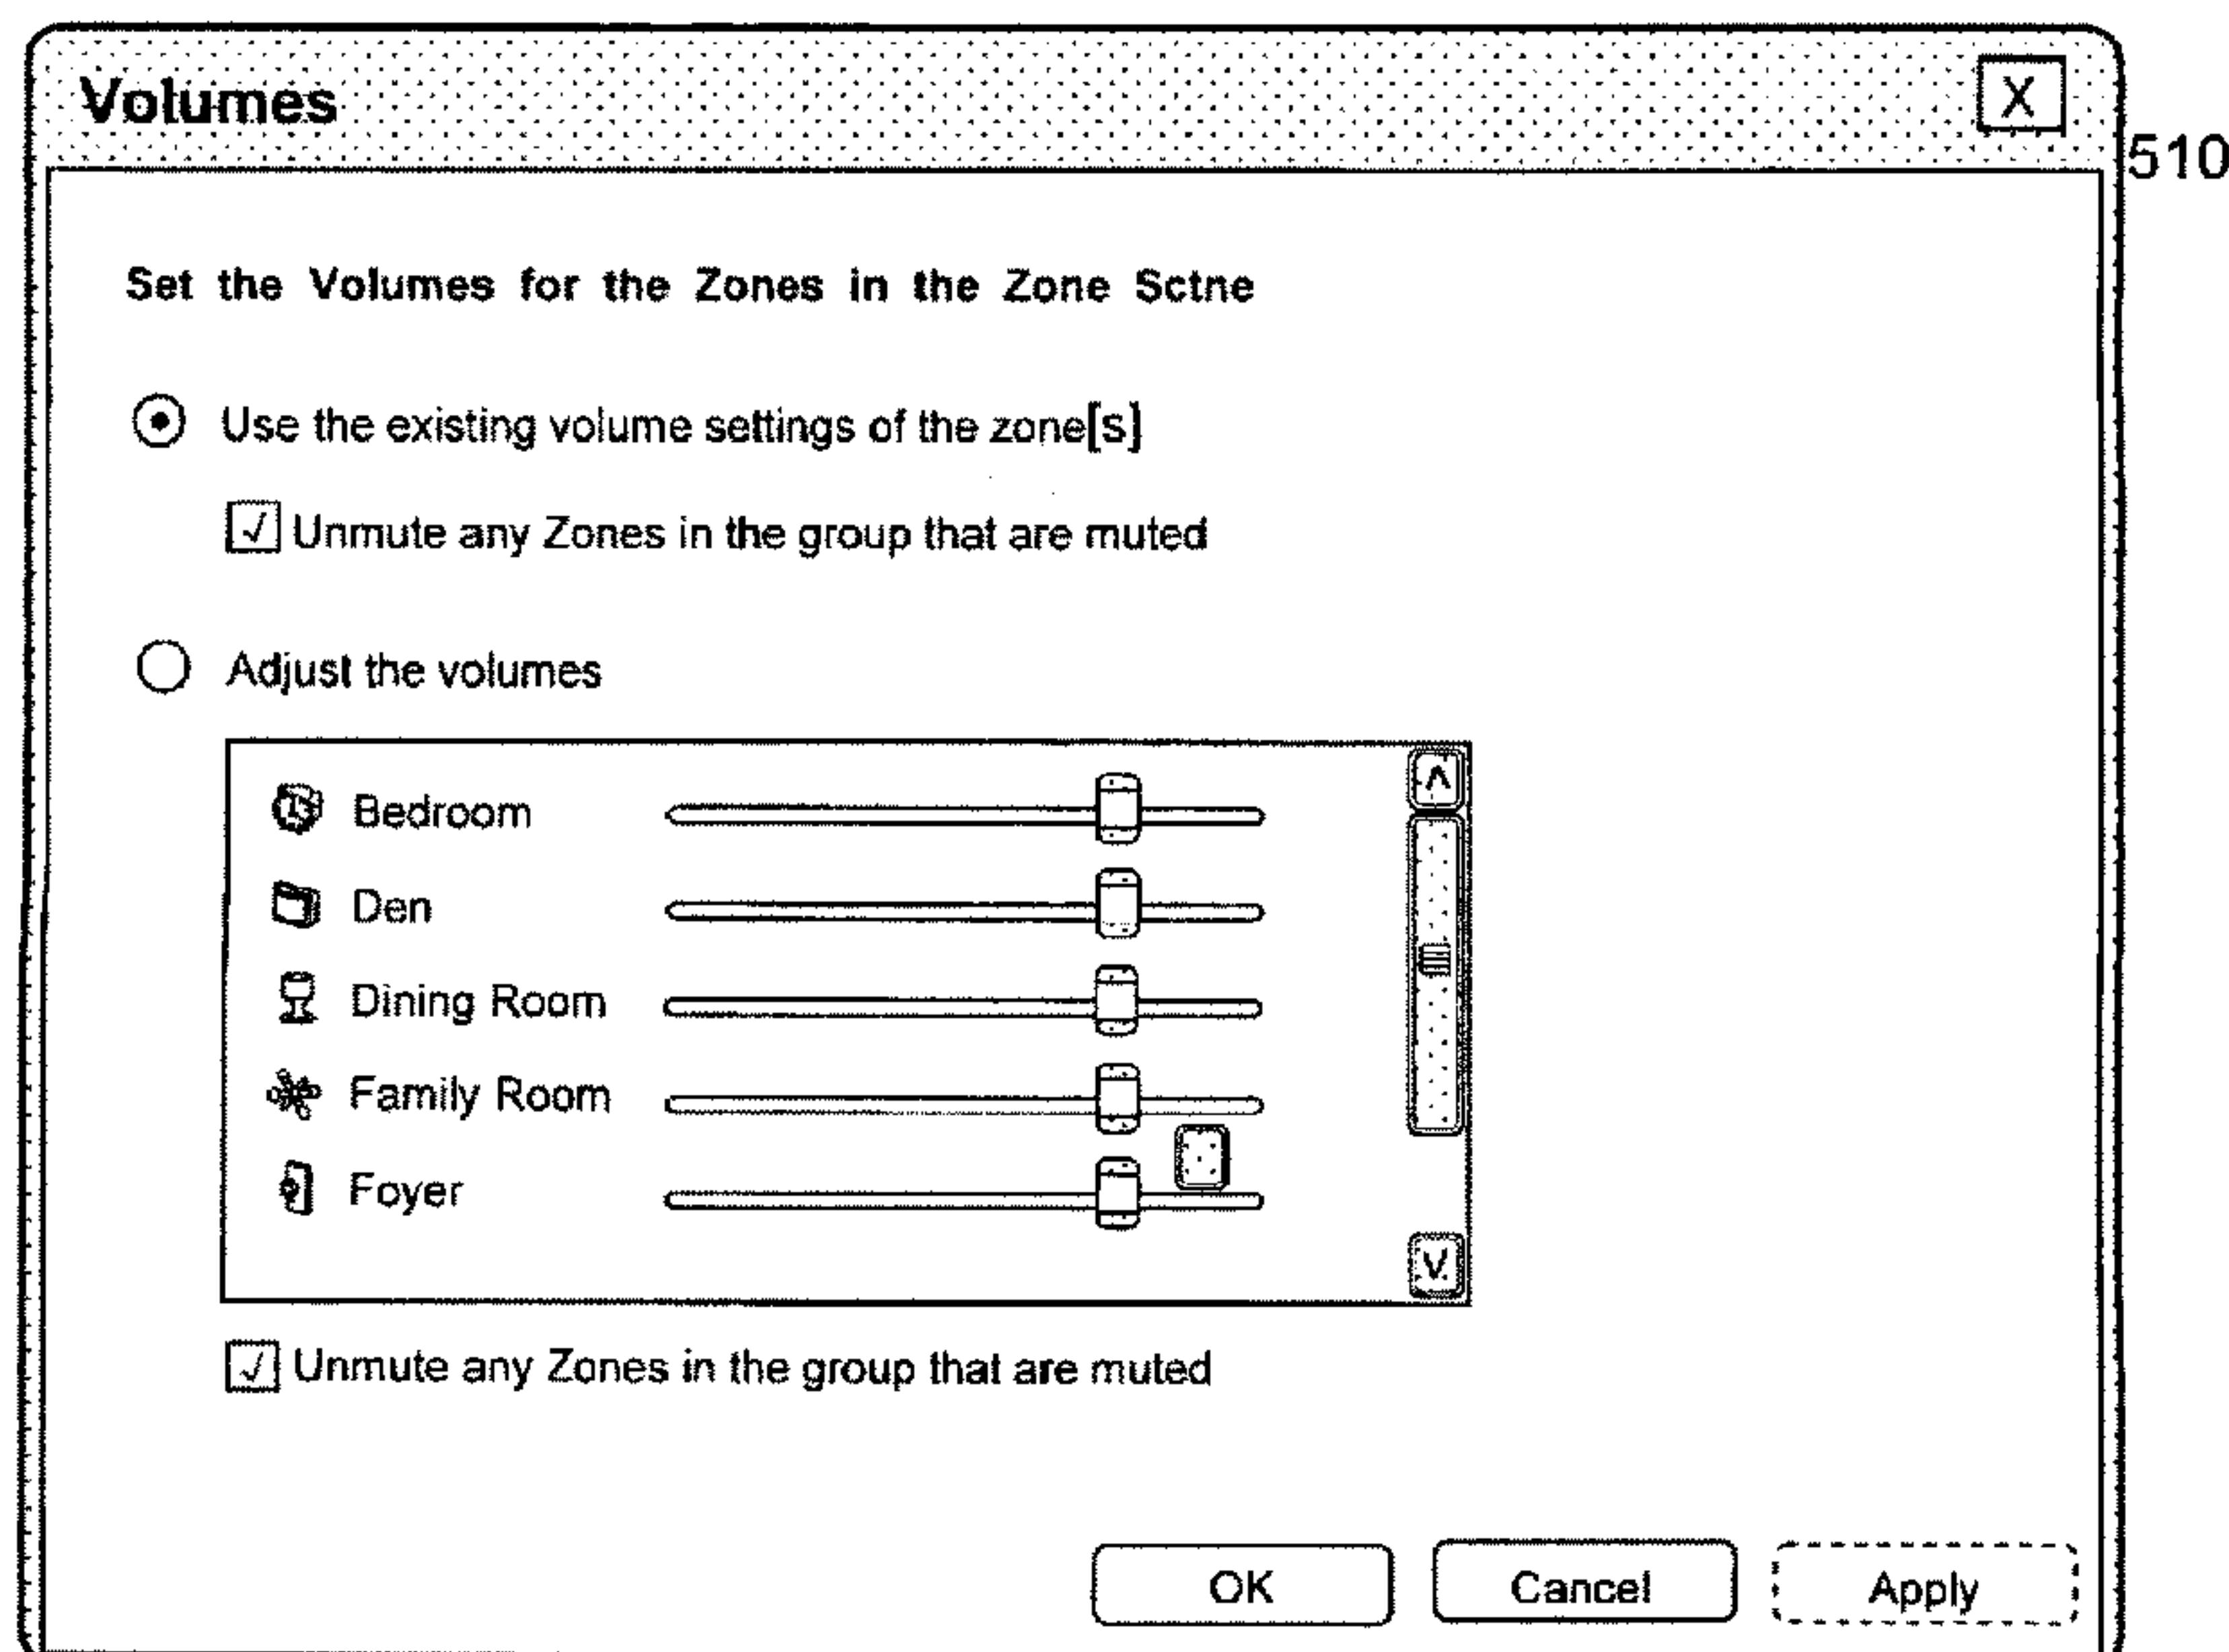 Volumes
X
510
Set the Volumes for the Zones in the Zone Sctne
Use the existing volume settings of the zone[s]
Unmute any Zones in the group that are muted
Adjust the volumes
Bedroom
Den
Dining Room
Family Room
Foyer
Unmute any Zones in the group that are muted
OK Cancel Apply